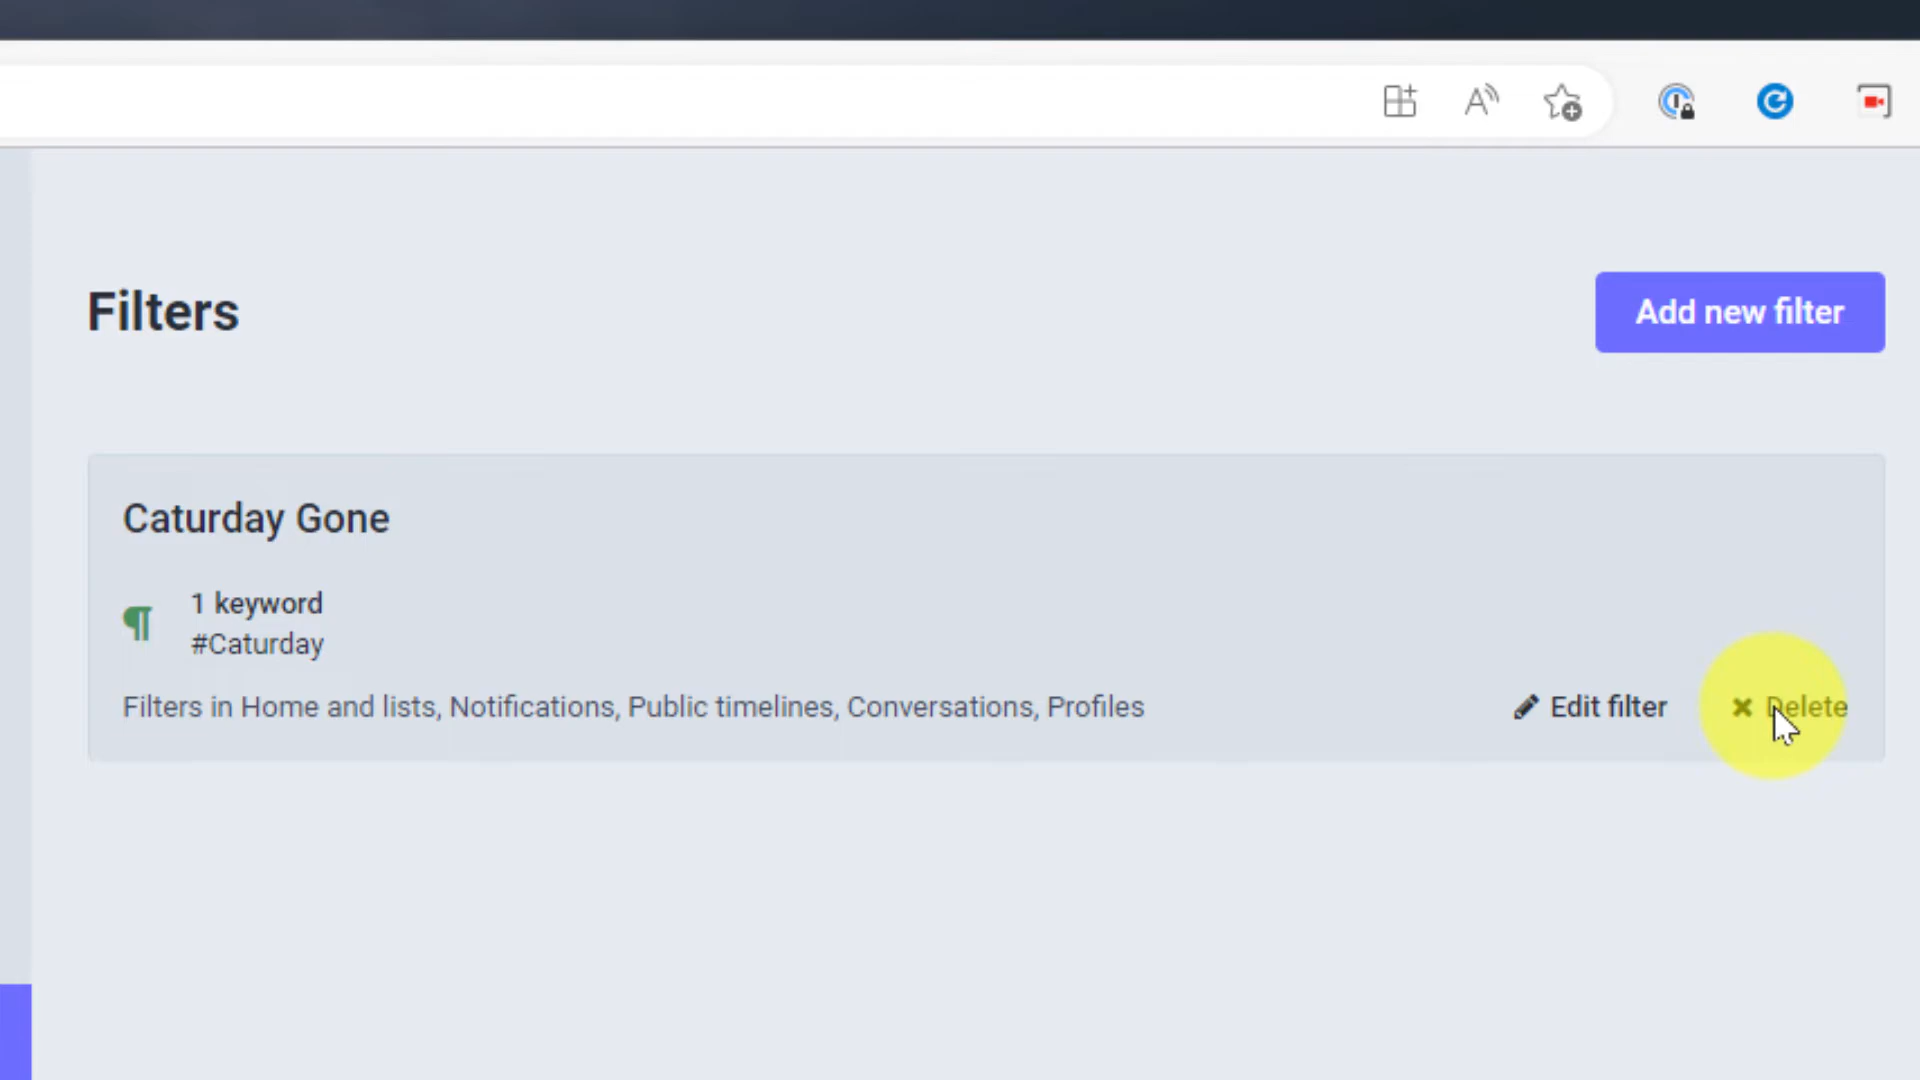 Filters
Add new filter
Caturday Gone
1 keyword
#Caturday
Filters in Home and lists, Notifications, Public timelines, Conversations, Profiles
Edit filter
Delete